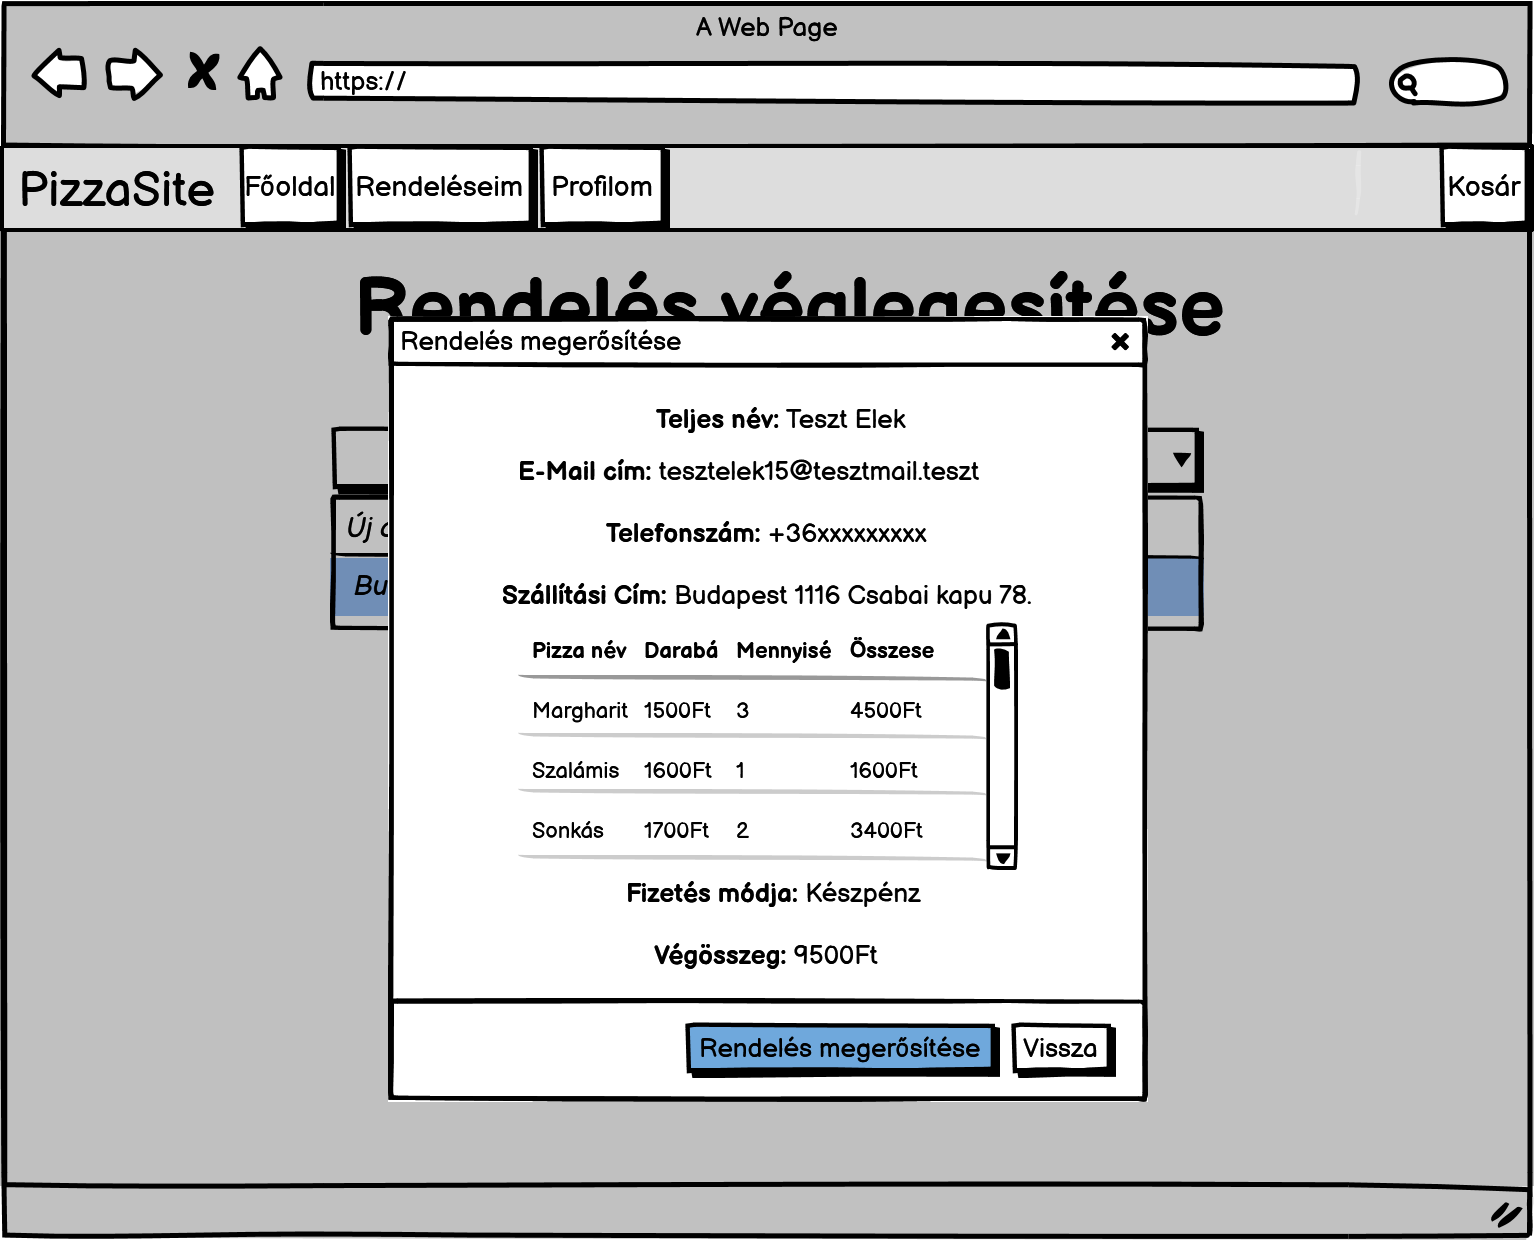 A Web Page
https://
PizzaSite Főoldal Rendeléseim Profilom Kosár
Rendelés véglegesítése
Rendelés megerősítése
Teljes név: Teszt Elek
E-Mail cím: tesztelek15@tesztmail.teszt
Új
Telefonszám: +36xxxxxxxxx
Bu
Szállítási Cím: Budapest 1116 Csabai kapu 78.
Pizza név Darabá Mennyisé Összese
Margharit 1500Ft 3 4500Ft
Szalámis 1600Ft 1 1600Ft
Sonkás 1700Ft 2 3400Ft
Fizetés módja: Készpénz
Végösszeg: 9500Ft
Rendelés megerősítése Vissza